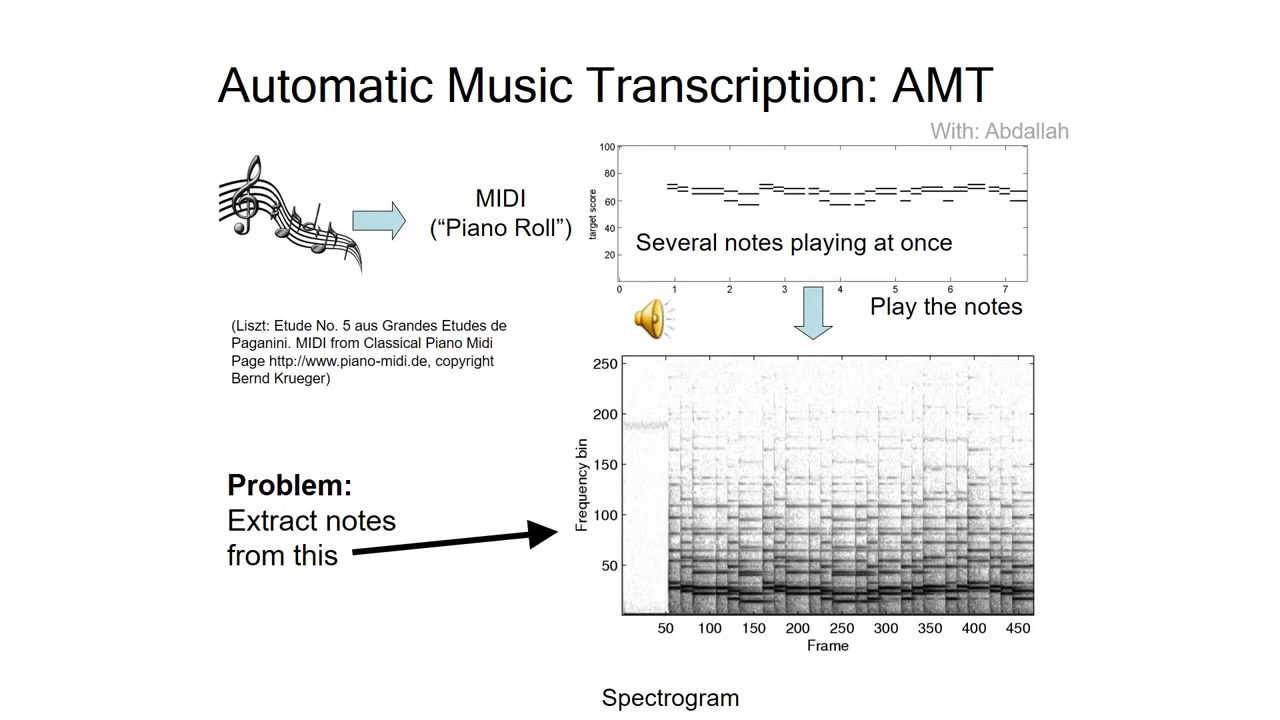 Automatic Music Transcription: AMT
With: Abdallah
MIDI
(“Piano Roll”)
target score
100
80
60
40
20
Several notes playing at once
0 1 2 3 4 5 6 7
Play the notes
(Liszt: Etude No. 5 aus Grandes Etudes de
Paganini. MIDI from Classical Piano Midi
Page http://www.piano-midi.de, copyright
Bernd Krueger)
Problem:
Extract notes
from this
Frequency bin
250
200
150
100
50
50 100 150 200 250 300 350 400 450
Frame
Spectrogram